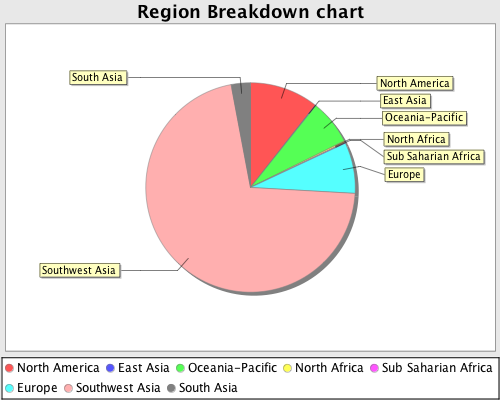 Region Breakdown chart
South Asia
North America
East Asia
Oceania-Pacific
North Africa
Sub Saharian Africa
Europe
Southwest Asia
North America East Asia Oceania-Pacific North Africa Sub Saharian Africa
Europe Southwest Asia South Asia